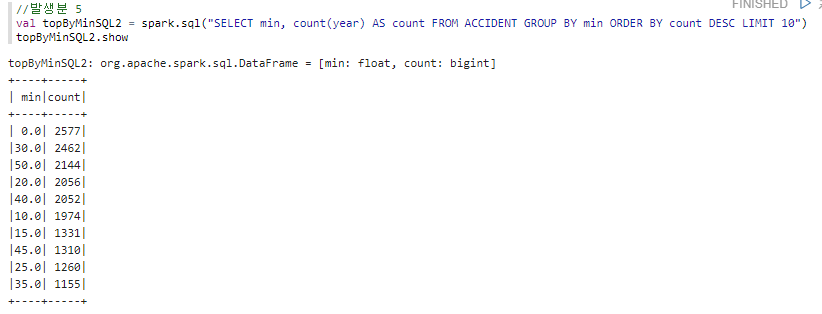 FINISHED
//발생분 5
val topByMinSQL2 = spark.sql("SELECT min, count(year) AS count FROM ACCIDENT GROUP BY min ORDER BY count DESC LIMIT 10")
topByMinSQL2.show
topByMinSQL2: org.apache.spark.sql.DataFrame = [min: float, count: bigint]
+----+-----+
| min|count|
+----+-----+
| 0.0| 2577|
|30.0| 2462|
|50.0| 2144|
|20.0| 2056|
|40.0| 2052|
|10.0| 1974|
|15.0| 1331|
|45.0| 1310|
|25.0| 1260|
|35.0| 1155|
+----+-----+